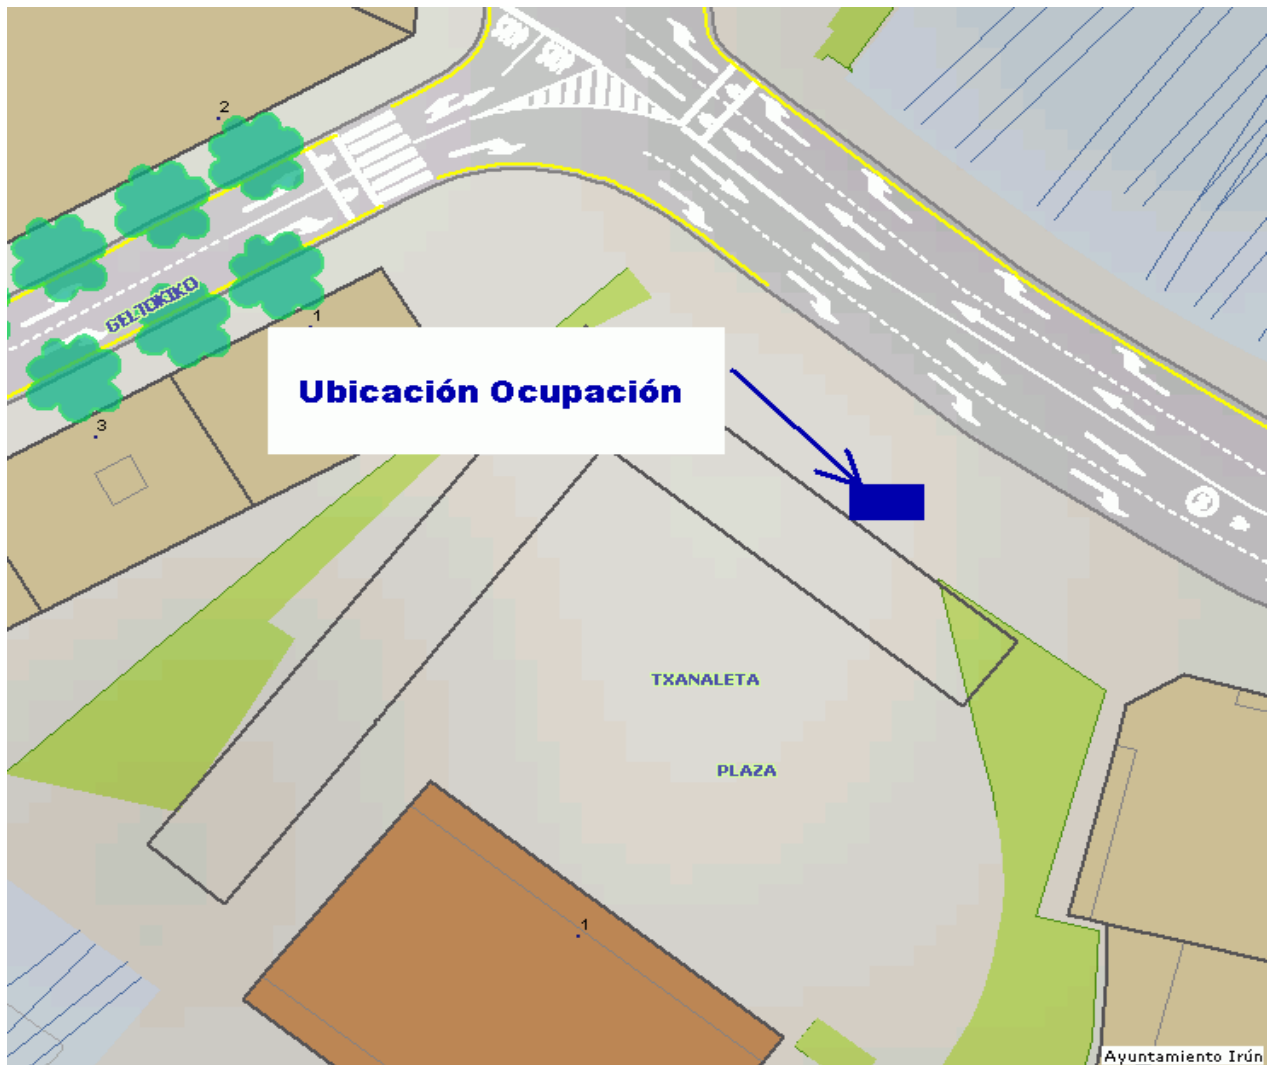 2
GELTOKIKO
1
3
Ubicación Ocupación
TXANALETA
PLAZA
1
Ayuntamiento Irún